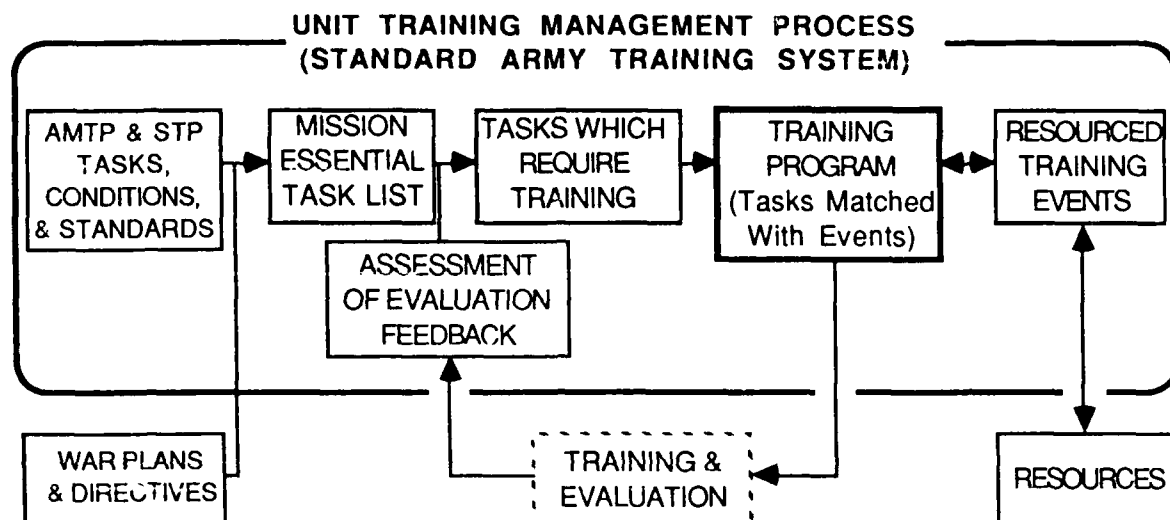 UNIT TRAINING MANAGEMENT PROCESS
(STANDARD ARMY TRAINING SYSTEM)
AMTP & STP
TASKS,
CONDITIONS,
& STANDARDS
MISSION
ESSENTIAL
TASK LIST
TASKS WHICH
REQUIRE
TRAINING
TRAINING
PROGRAM
(Tasks Matched
With Events)
RESOURCED
TRAINING
EVENTS
ASSESSMENT
OF EVALUATION
FEEDBACK
WAR PLANS
& DIRECTIVES
TRAINING &
EVALUATION
RESOURCES